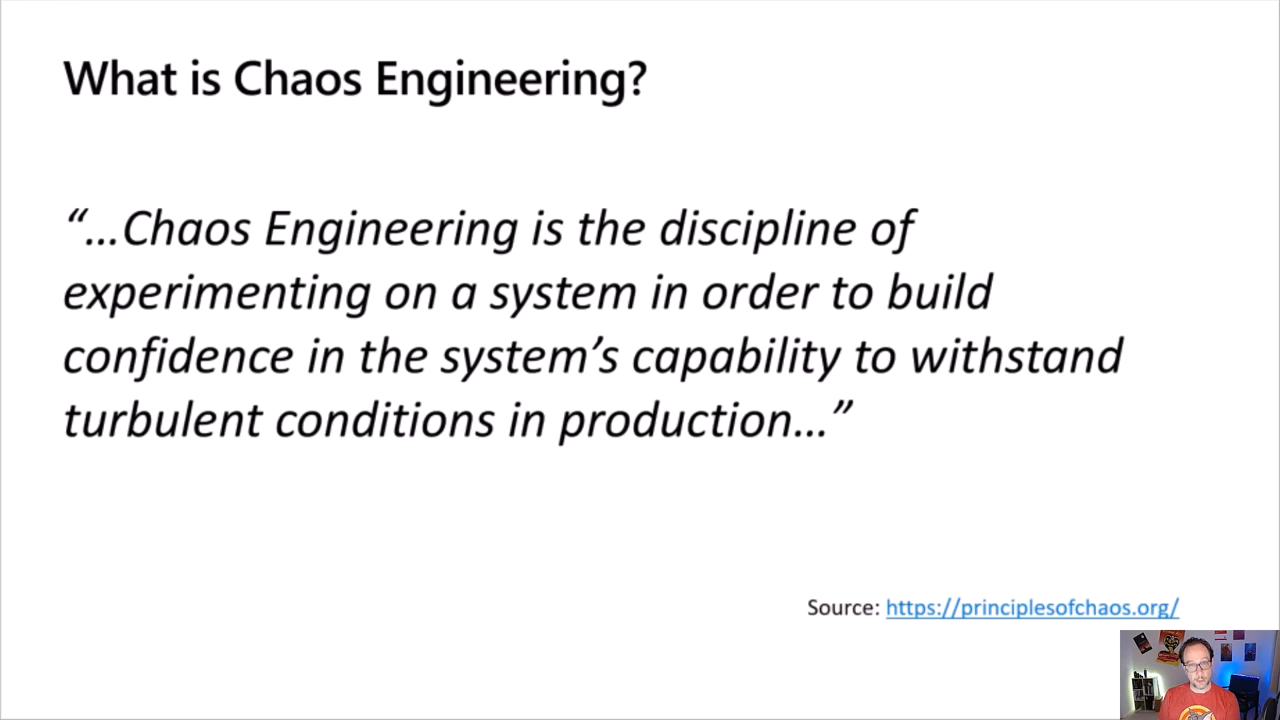 What is Chaos Engineering?
“…Chaos Engineering is the discipline of
experimenting on a system in order to build
confidence in the system’s capability to withstand
turbulent conditions in production…”
Source: https://principlesofchaos.org/